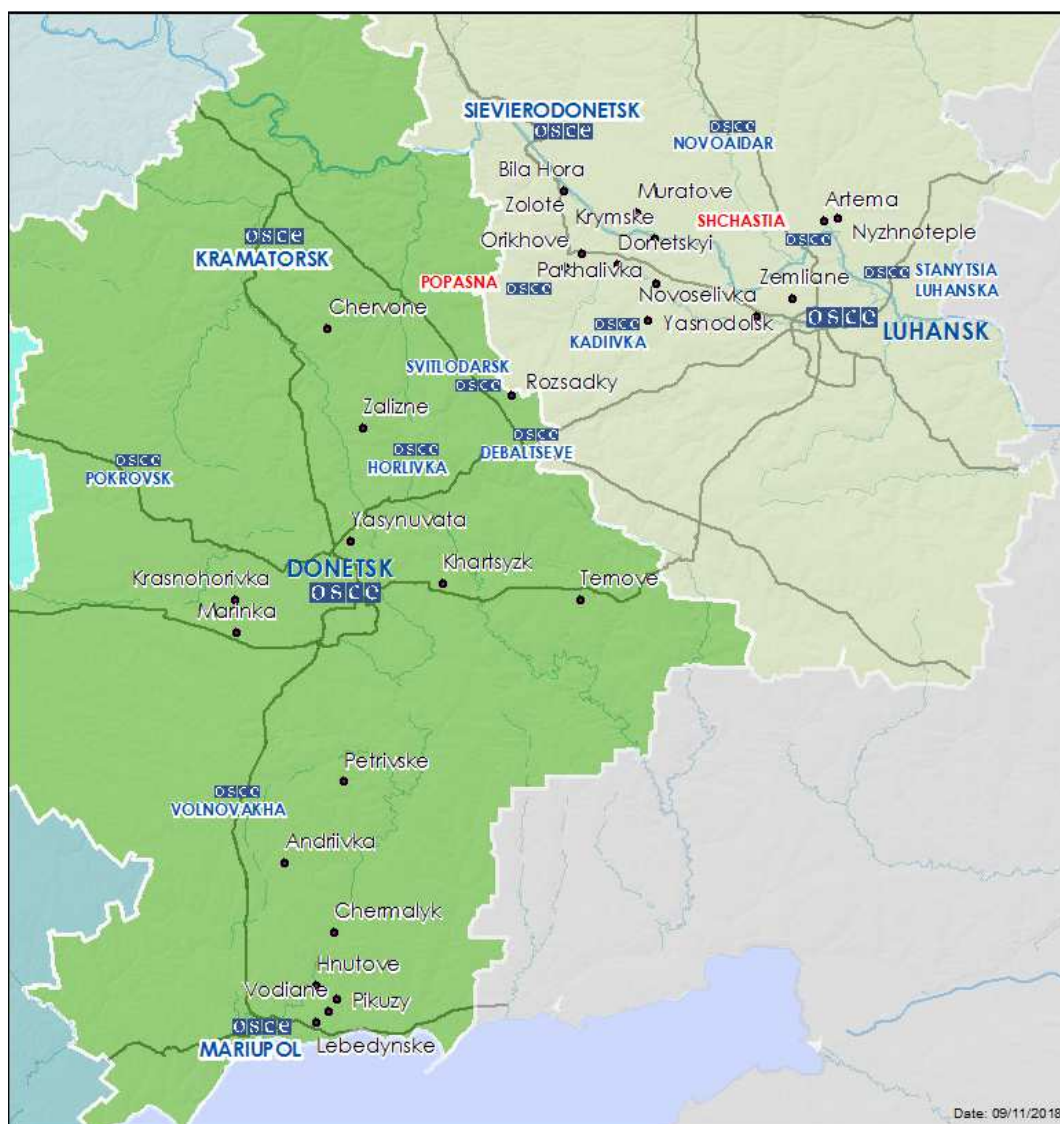 SIEVIERODONETSK
osce
osce
NOVOAIDAR
Bila Hora
Muratove
Artema
Zolote
Krymske
SHCHASTIA
Nyzhnoteple
osce
KRAMATORSK
Orikhove
Donetskyi
osce
POPASNA
osce
Pakhalivka
Zemliane
osce
STANYTSIA
LUHANSKA
Chervone
Novoselivka
osce
KADIIVKA
Yasnodolsk
osce
LUHANSK
SVITLODARSK
osce
Rozsadky
Zalizne
osce
HORLIVKA
osce
DEBALTSEVE
osce
POKROVSK
Yasynuvata
DONETSK
osce
Khartsyzk
Ternove
Krasnohorivka
Marinka
Petrivske
osce
VOLNOVAKHA
Andriivka
Chermalyk
Hnutove
Vodiane
Pikuzy
osce
MARIUPOL
Lebedynske
Date: 09/11/2018